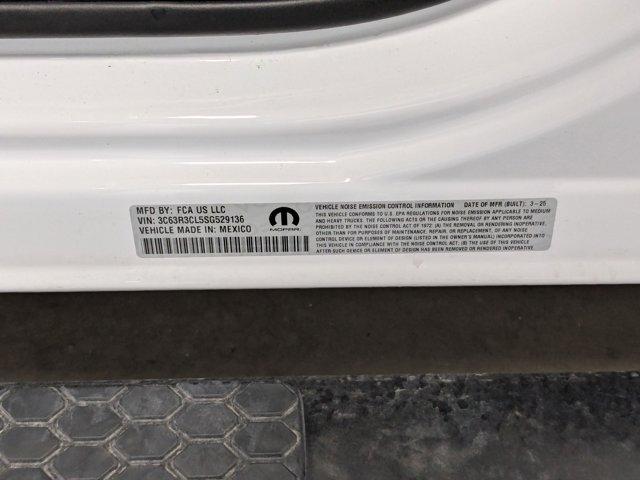 MFD BY: FCA US LLC
VIN: 3C63R3CL5SG529136
VEHICLE MADE IN: MEXICO
MOPAR
VEHICLE NOISE EMISSION CONTROL INFORMATION DATE OF MFR (BUILT): 3-25
THIS VEHICLE CONFORMS TO U.S. EPA REGULATIONS FOR NOISE EMISSION APPLICABLE TO MEDIUM
AND HEAVY TRUCKS. THE FOLLOWING ACTS OR CAUSING THEREOF BY ANY PERSON ARE
PROHIBITED BY THE NOISE CONTROL ACT OF 1972: (A) THE REMOVAL OR RENDERING INOPERATIVE,
OTHER THAN FOR PURPOSES OF MAINTENANCE, REPAIR, OR REPLACEMENT, OF ANY NOISE
CONTROL DEVICE OR ELEMENT OF DESIGN (LISTED IN THE OWNER'S MANUAL) INCORPORATED INTO
THIS VEHICLE IN COMPLIANCE WITH THE NOISE CONTROL ACT; (B) THE USE OF THIS VEHICLE
AFTER SUCH DEVICE OR ELEMENT OF DESIGN HAS BEEN REMOVED OR RENDERED INOPERATIVE